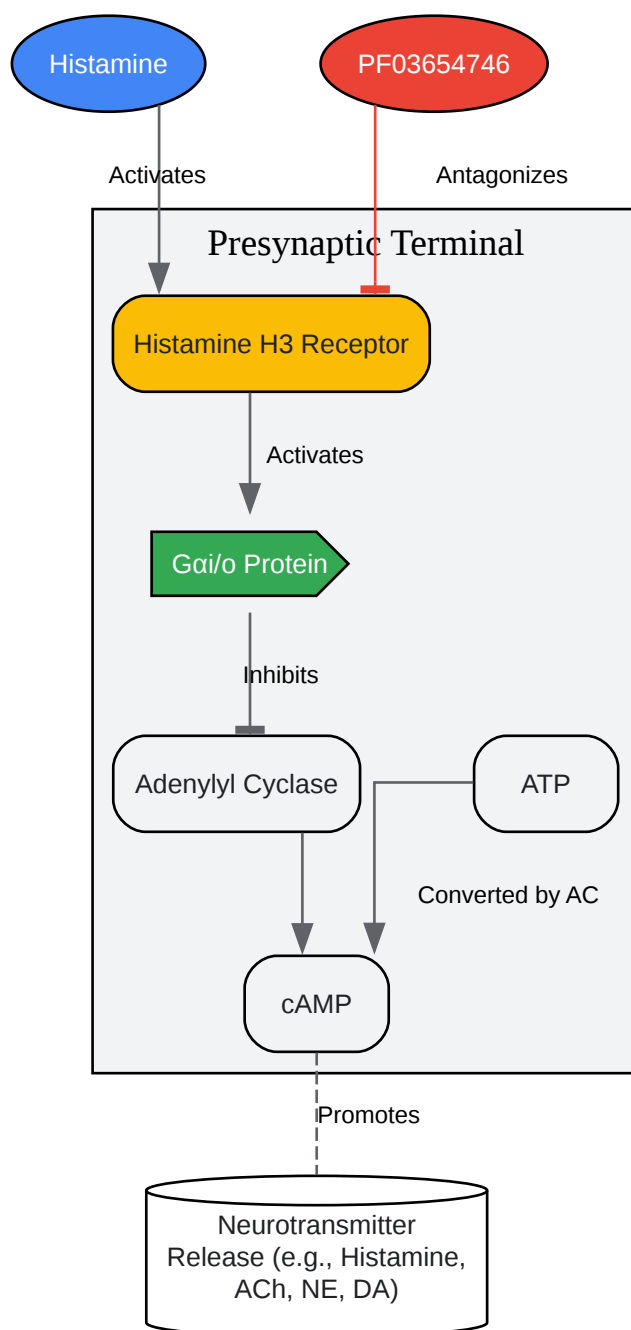 Histamine
PF03654746
Activates
Antagonizes
Presynaptic Terminal
Histamine H3 Receptor
Activates
Gαi/o Protein
Inhibits
Adenylyl Cyclase
ATP
Converted by AC
cAMP
Promotes
Neurotransmitter
Release (e.g., Histamine,
ACh, NE, DA)